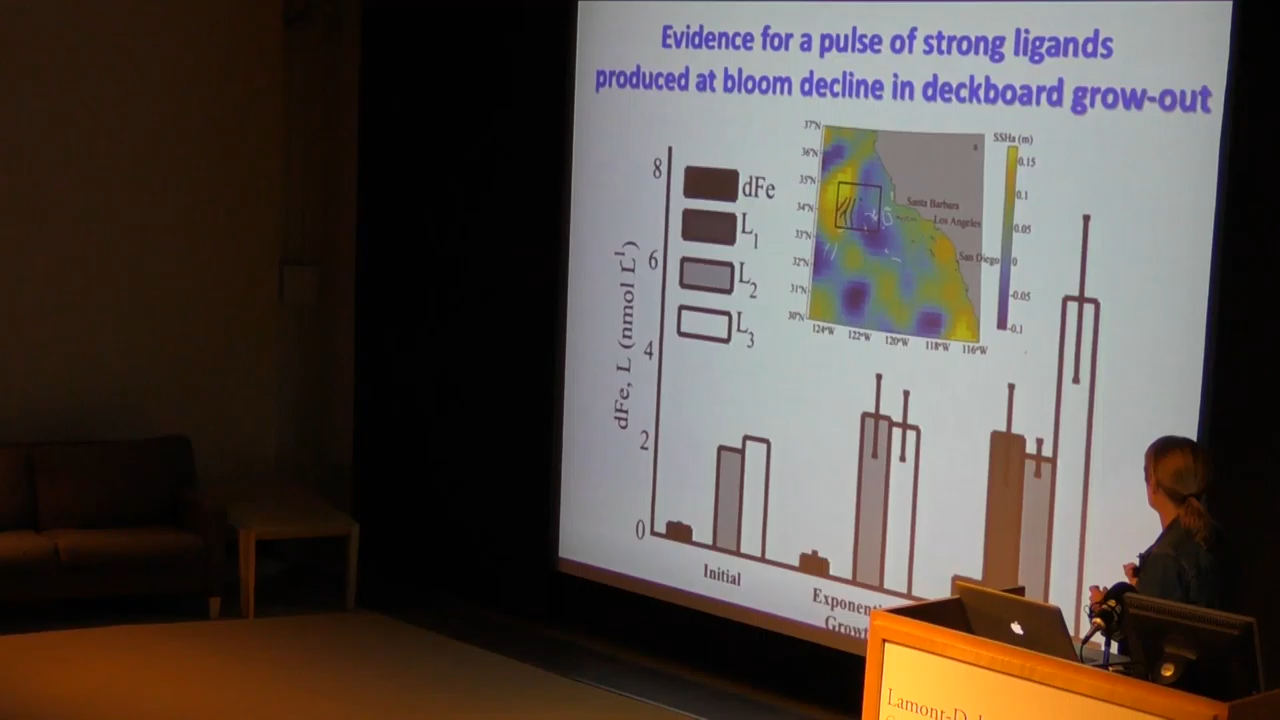 Evidence for a pulse of strong ligands
produced at bloom decline in deckboard grow-out
8
6
4
2
0
dFe, L (nmol L-1)
dFe
L1
L2
L3
37°N
36°N
35°N
34°N
33°N
32°N
31°N
30°N
124°W 122°W 120°W 118°W 116°W
a
Santa Barbara
Los Angeles
San Diego
SSHa (m)
0.15
0.1
0.05
0
-0.05
-0.1
Initial
Exponent
Growt
Lamont-D